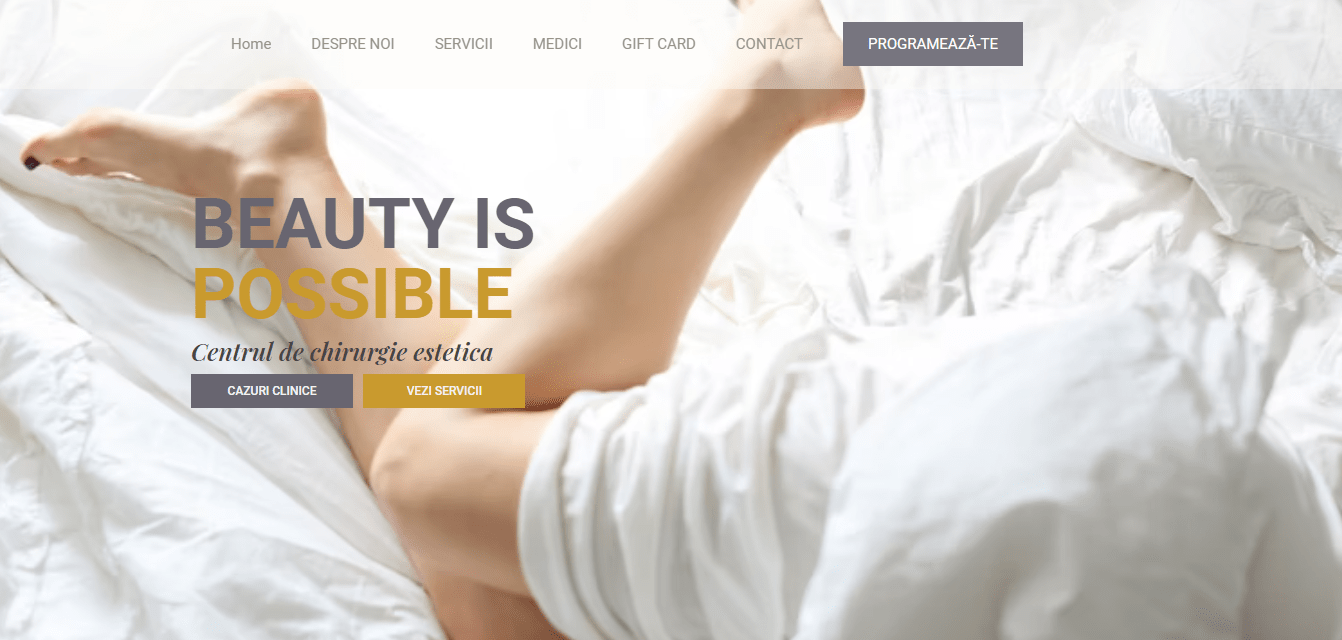 Home
DESPRE NOI
SERVICII
MEDICI
GIFT CARD
CONTACT
PROGRAMEAZĂ-TE
BEAUTY IS
POSSIBLE
Centrul de chirurgie estetica
CAZURI CLINICE
VEZI SERVICII